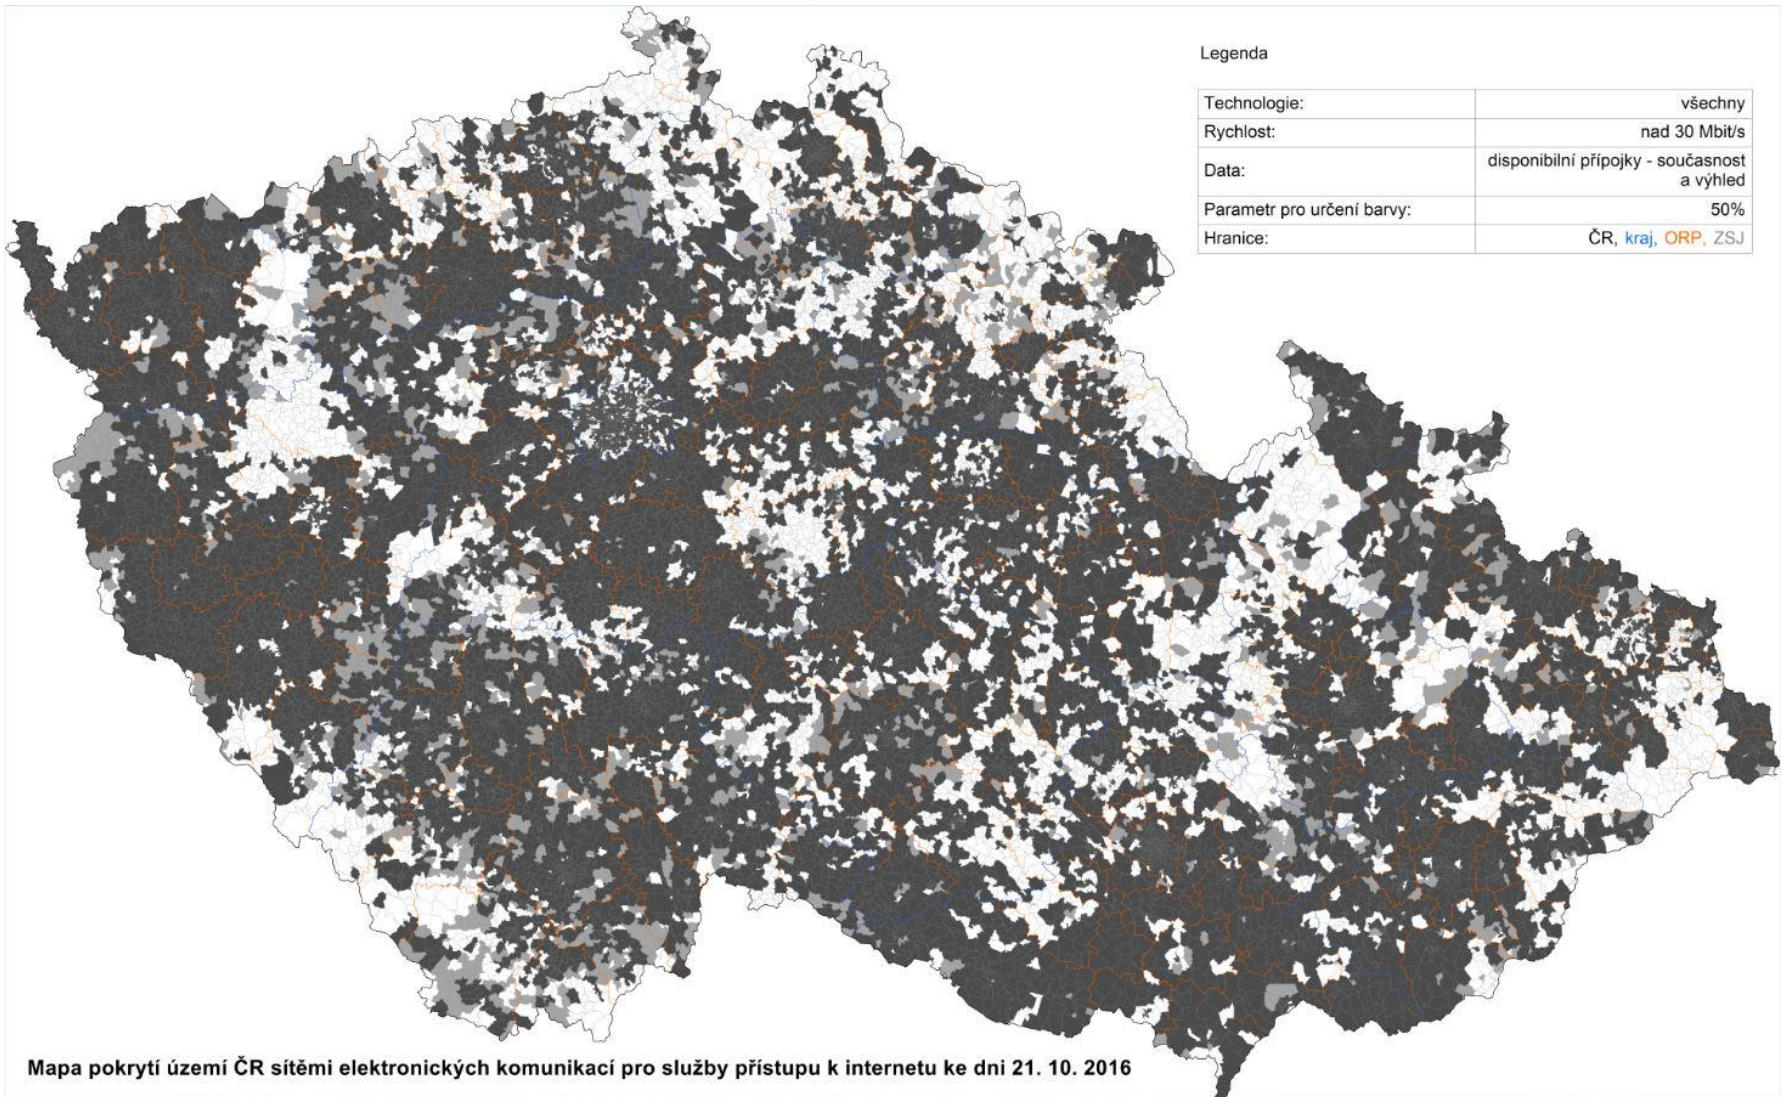 Legenda
Technologie: všechny
Rychlost: nad 30 Mbit/s
Data: disponibilní přípojky - současnost
a výhled
Parametr pro určení barvy: 50%
Hranice: ČR, kraj, ORP, ZSJ
Mapa pokrytí území ČR sítěmi elektronických komunikací pro služby přístupu k internetu ke dni 21. 10. 2016